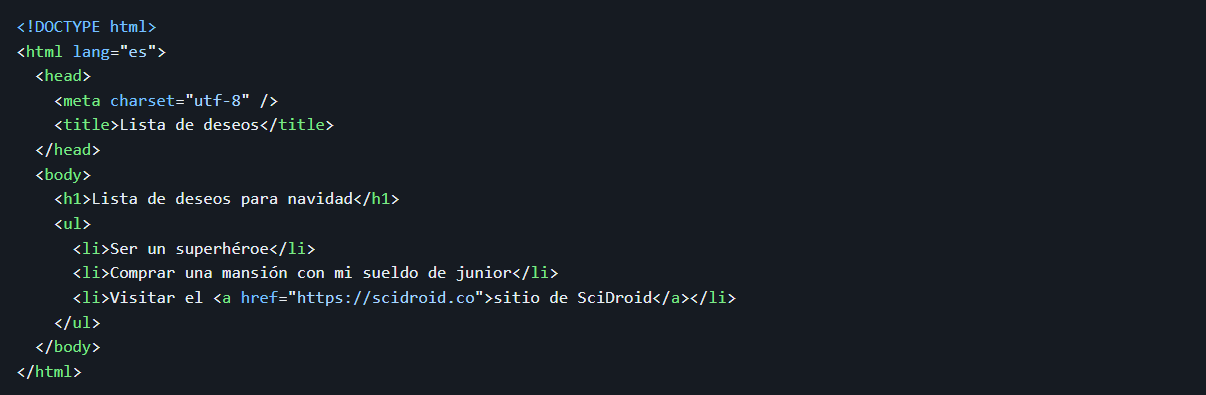 <!DOCTYPE html>
<html lang="es">
  <head>
    <meta charset="utf-8" />
    <title>Lista de deseos</title>
  </head>
  <body>
    <h1>Lista de deseos para navidad</h1>
    <ul>
      <li>Ser un superhéroe</li>
      <li>Comprar una mansión con mi sueldo de junior</li>
      <li>Visitar el <a href="https://scidroid.co">sitio de SciDroid</a></li>
    </ul>
  </body>
</html>